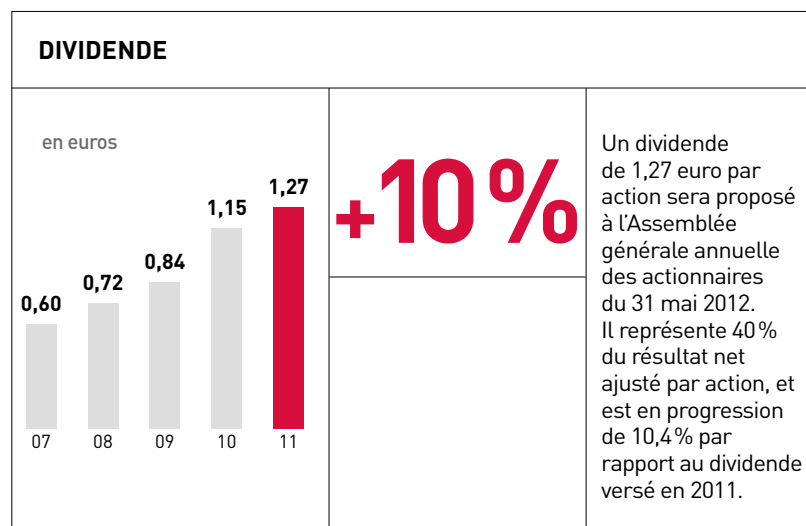 DIVIDENDE
en euros
0,60
0,72
0,84
1,15
1,27
07
08
09
10
11
+10%
Un dividende
de 1,27 euro par
action sera proposé
à l’Assemblée
générale annuelle
des actionnaires
du 31 mai 2012.
Il représente 40%
du résultat net
ajusté par action, et
est en progression
de 10,4% par
rapport au dividende
versé en 2011.